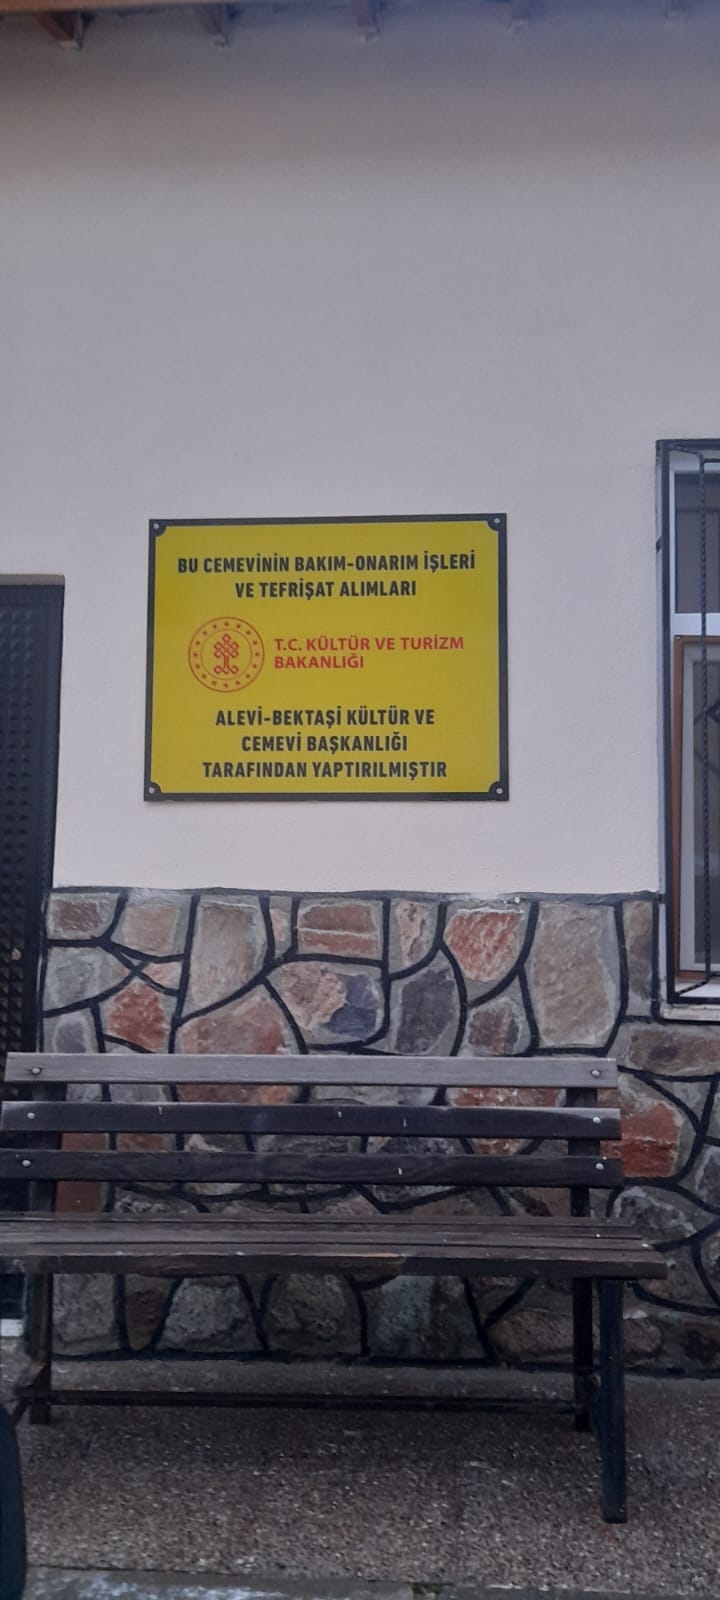 BU CEMEVİNİN BAKIM-ONARIM İŞLERİ
VE TEFRİŞAT ALIMLARI
T.C. KÜLTÜR VE TURİZM
BAKANLIĞI
ALEVİ-BEKTAŞİ KÜLTÜR VE
CEMEVİ BAŞKANLIĞI
TARAFINDAN YAPTIRILMIŞTIR